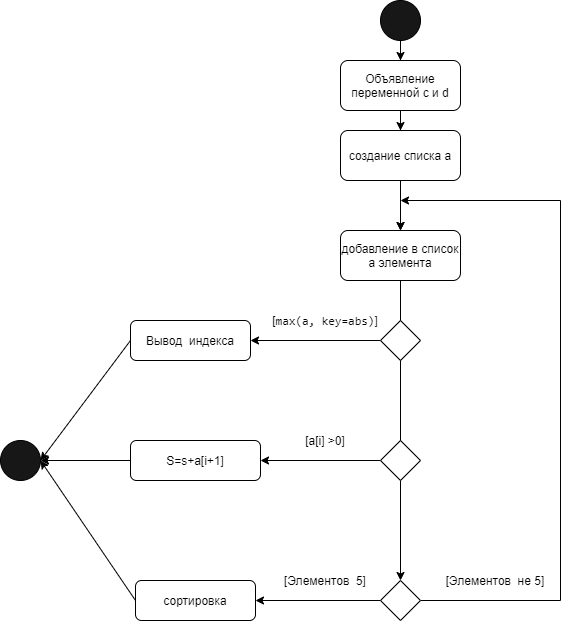 Объявление
переменной c и d
создание списка a
добавление в список
a элемента
[max(a, key=abs)]
Вывод индекса
[a[i] >0]
S=s+a[i+1]
[Элементов 5]
[Элементов не 5]
сортировка